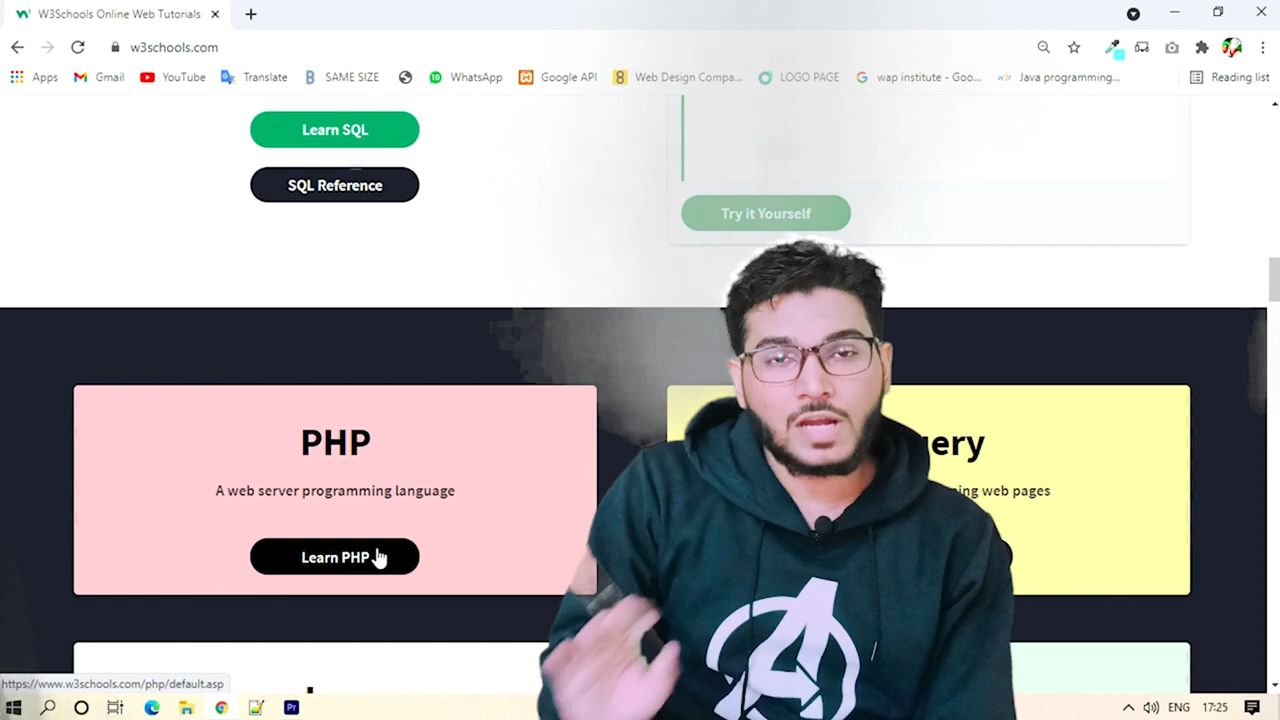 W3Schools Online Web Tutorials
w3schools.com
Apps
Gmail
YouTube
Translate
SAME SIZE
WhatsApp
Google API
Web Design Compa...
LOGO PAGE
wap institute - Goo...
Java programming...
Reading list
Learn SQL
SQL Reference
Try it Yourself
PHP
A web server programming language
Learn PHP
uery
ing web pages
https://www.w3schools.com/php/default.asp
Pr
ENG
17:25